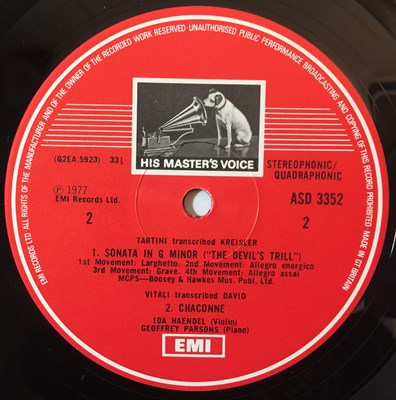 ALL RIGHTS OF THE MANUFACTURER AND OF THE OWNER OF THE RECORDED WORK RESERVED UNAUTHORISED PUBLIC PERFORMANCE BROADCASTING AND COPYING OF THIS RECORD PROHIBITED MADE IN GT BRITAIN
EMI RECORDS LTD
HIS MASTER'S VOICE
(Q2EA.5923) 33⅓
STEREOPHONIC/
QUADRAPHONIC
℗ 1977
EMI Records Ltd.
ASD 3352
2
2
TARTINI transcribed KREISLER
1. SONATA IN G MINOR ("THE DEVIL'S TRILL")
1st Movement: Larghetto. 2nd Movement: Allegro energico
3rd Movement: Grave. 4th Movement: Allegro assai
MCPS—Boosey & Hawkes Mus. Publ. Ltd.
VITALI transcribed DAVID
2. CHACONNE
IDA HAENDEL (Violin)
GEOFFREY PARSONS (Piano)
EMI